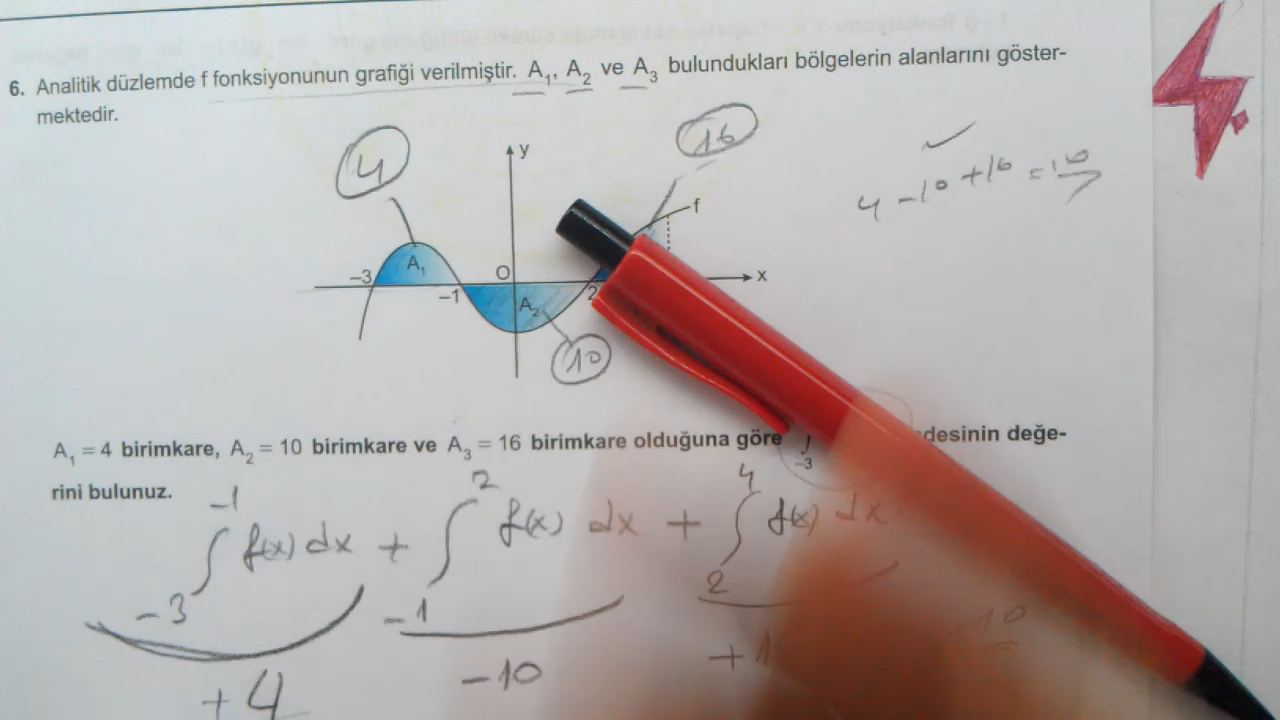 6. Analitik düzlemde f fonksiyonunun grafiği verilmiştir. A1, A2 ve A3 bulundukları bölgelerin alanlarını göster-
mektedir.
4
16
4 - 10 + 16 = 10
y
f
A1
-3
O
x
-1
A2
2
10
A1 = 4 birimkare, A2 = 10 birimkare ve A3 = 16 birimkare olduğuna göre ∫ -3
rini bulunuz.
-1 2 4
∫ f(x) dx + ∫ f(x) dx + ∫ f(x) dx
-3 -1 2
+4 -10 10